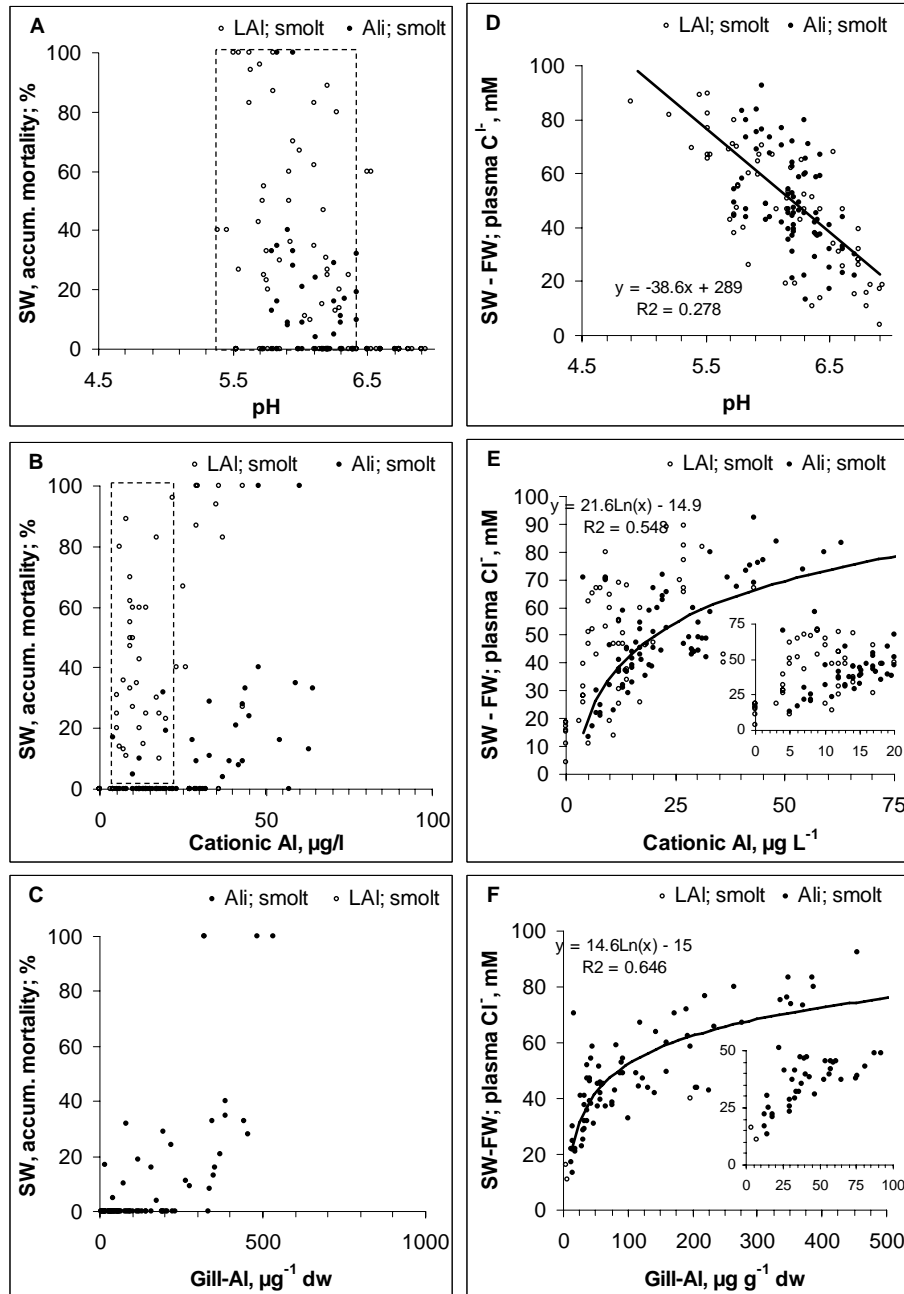 A
LAl; smolt Ali; smolt
SW, accum. mortality; %
100
80
60
40
20
0
4.5 5.5 6.5
pH
B
LAl; smolt Ali; smolt
SW, accum. mortality; %
100
80
60
40
20
0
0 50 100
Cationic Al, µg/l
C
Ali; smolt LAl; smolt
SW, accum. mortality; %
100
80
60
40
20
0
0 500 1000
Gill-Al, µg⁻¹ dw
D
LAl; smolt Ali; smolt
SW - FW; plasma Cˡ⁻, mM
100
80
60
40
20
0
y = -38.6x + 289
R2 = 0.278
4.5 5.5 6.5
pH
E
LAl; smolt Ali; smolt
SW - FW; plasma Cl⁻, mM
100
90
80
70
60
50
40
30
20
10
0
y = 21.6Ln(x) - 14.9
R2 = 0.548
75
50
25
0
0 5 10 15 20
0 25 50 75
Cationic Al, µg L⁻¹
F
LAl; smolt Ali; smolt
SW-FW; plasma Cl⁻, mM
100
80
60
40
20
0
y = 14.6Ln(x) - 15
R2 = 0.646
50
25
0
0 25 50 75 100
0 100 200 300 400 500
Gill-Al, µg g⁻¹ dw